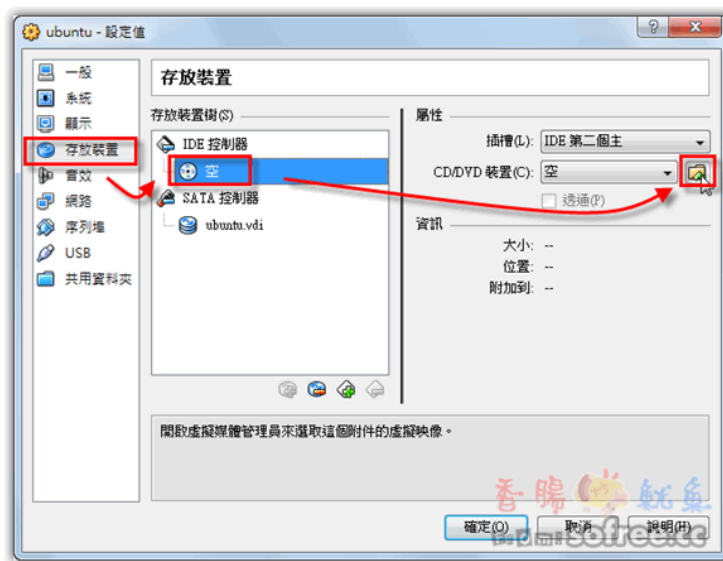 ubuntu - 設定值
一般
系統
顯示
存放裝置
音效
網路
序列埠
USB
共用資料夾
存放裝置
存放裝置樹(S)
IDE 控制器
空
SATA 控制器
ubuntu.vdi
屬性
插槽(L): IDE 第二個主
CD/DVD 裝置(C): 空
透通(P)
資訊
大小: --
位置: --
附加到: --
開啟虛擬媒體管理員來選取這個附件的虛擬映像。
香腸 魷魚
確定(O) 取消 說明(H)
sofree.cc